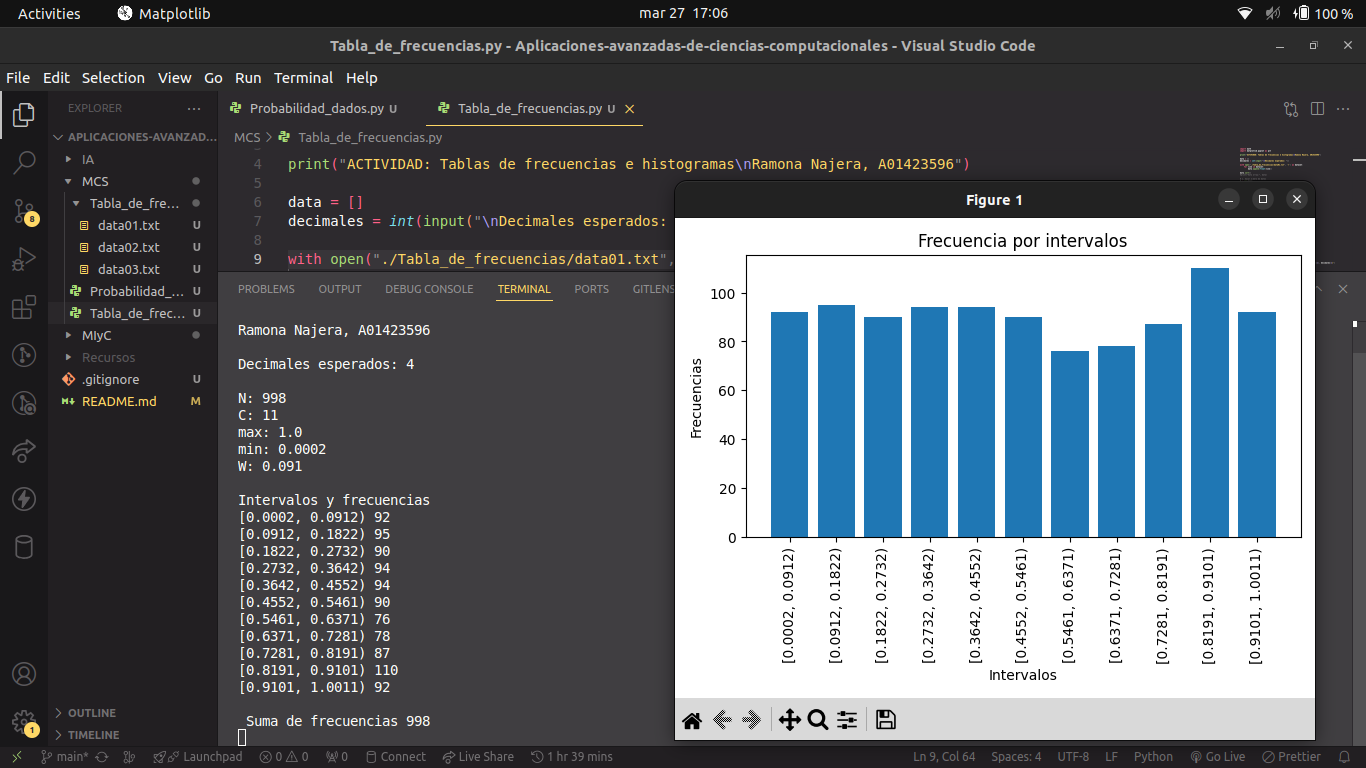 Activities Matplotlib mar 27 17:06 100 %
Tabla_de_frecuencias.py - Aplicaciones-avanzadas-de-ciencias-computacionales - Visual Studio Code
File Edit Selection View Go Run Terminal Help
EXPLORER ···
APLICACIONES-AVANZAD...
IA
MCS
Tabla_de_fre...
data01.txt U
data02.txt U
data03.txt U
Probabilidad_... U
Tabla_de_frec... U
MIyC
Recursos
.gitignore U
README.md M
OUTLINE
TIMELINE
8
1
Probabilidad_dados.py U Tabla_de_frecuencias.py U
MCS > Tabla_de_frecuencias.py
4 print("ACTIVIDAD: Tablas de frecuencias e histogramas\nRamona Najera, A01423596")
5
6 data = []
7 decimales = int(input("\nDecimales esperados:
8
9 with open("./Tabla_de_frecuencias/data01.txt",
PROBLEMS OUTPUT DEBUG CONSOLE TERMINAL PORTS GITLENS
Ramona Najera, A01423596
Decimales esperados: 4
N: 998
C: 11
max: 1.0
min: 0.0002
W: 0.091
Intervalos y frecuencias
[0.0002, 0.0912) 92
[0.0912, 0.1822) 95
[0.1822, 0.2732) 90
[0.2732, 0.3642) 94
[0.3642, 0.4552) 94
[0.4552, 0.5461) 90
[0.5461, 0.6371) 76
[0.6371, 0.7281) 78
[0.7281, 0.8191) 87
[0.8191, 0.9101) 110
[0.9101, 1.0011) 92
Suma de frecuencias 998
Figure 1
Frecuencia por intervalos
Frecuencias
100
80
60
40
20
0
[0.0002, 0.0912)
[0.0912, 0.1822)
[0.1822, 0.2732)
[0.2732, 0.3642)
[0.3642, 0.4552)
[0.4552, 0.5461)
[0.5461, 0.6371)
[0.6371, 0.7281)
[0.7281, 0.8191)
[0.8191, 0.9101)
[0.9101, 1.0011)
Intervalos
main* Launchpad 0 0 0 Connect Live Share 1 hr 39 mins Ln 9, Col 64 Spaces: 4 UTF-8 LF Python Go Live Prettier